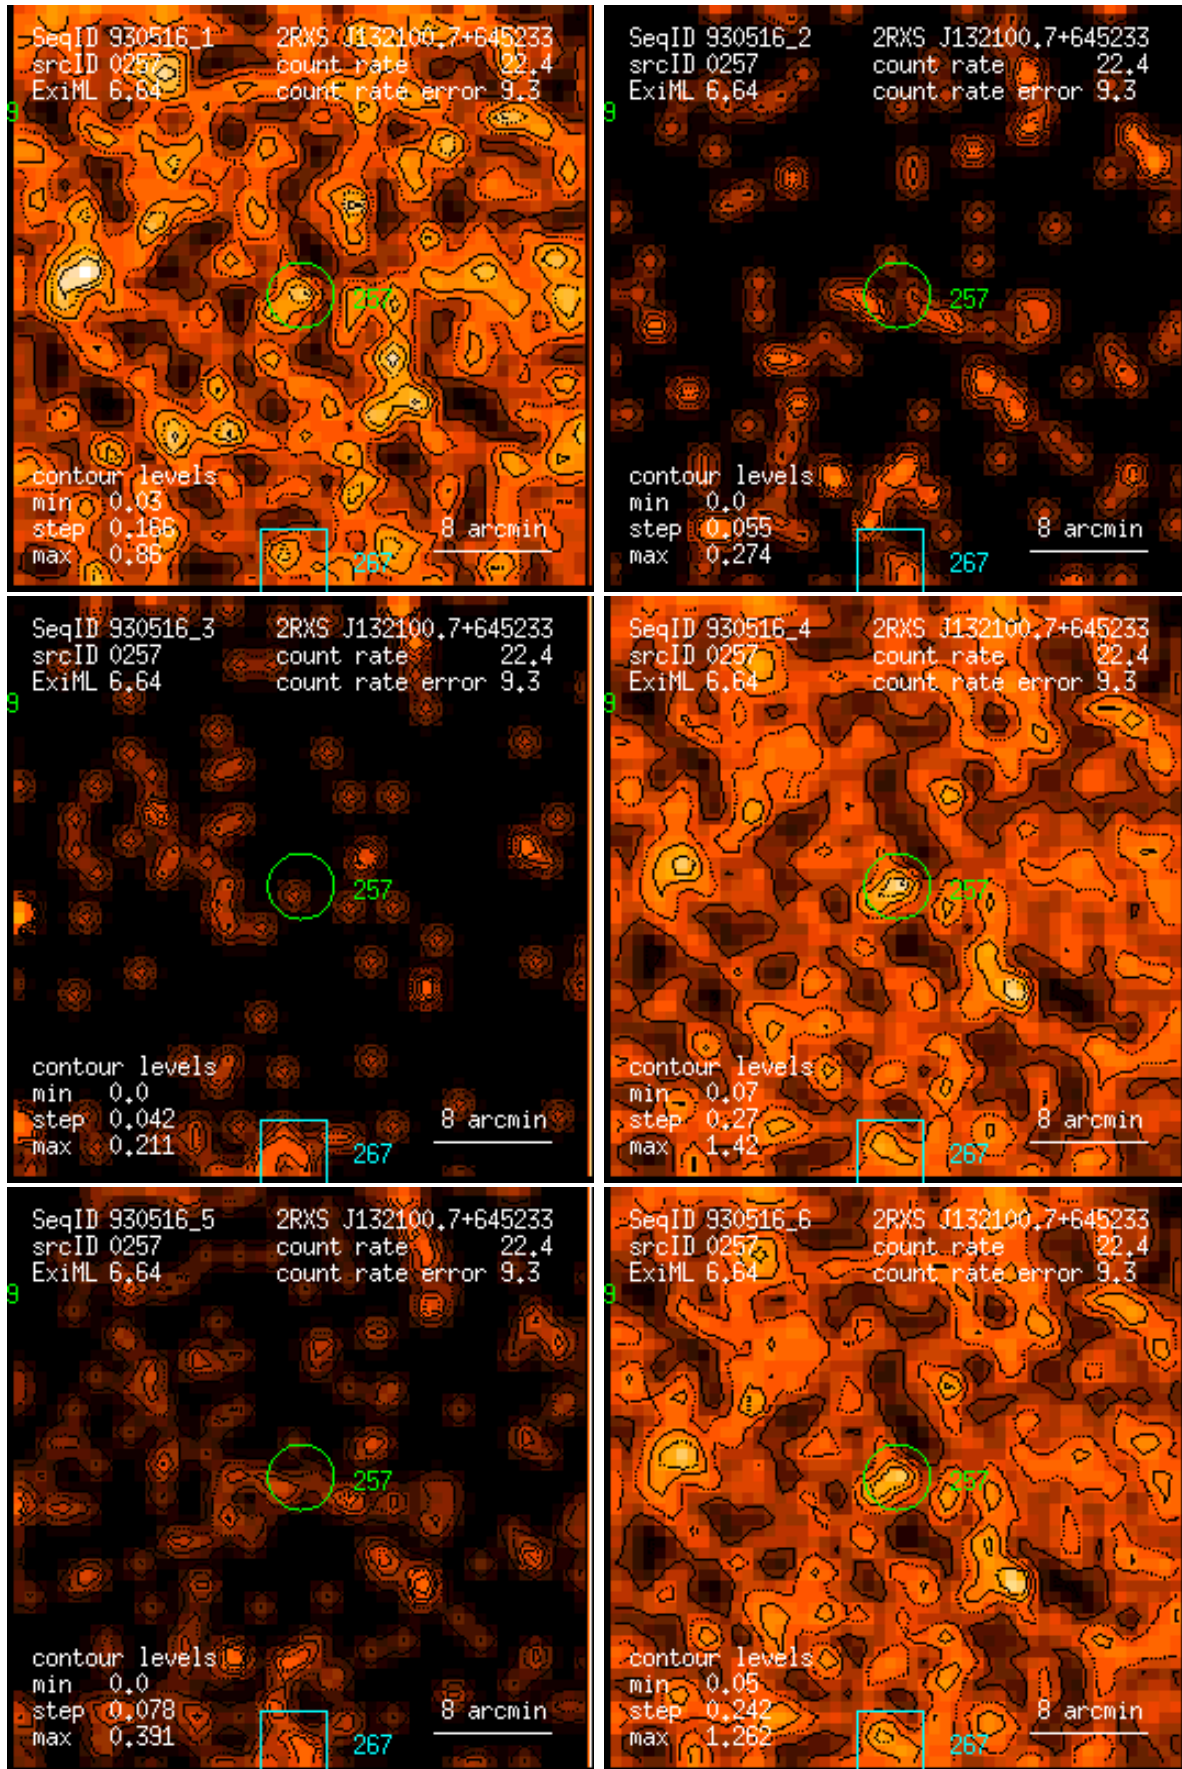 SeqID 930516_1 2RXS J132100.7+645233
srcID 0257 count rate 22.4
ExiML 6.64 count rate error 9.3
9
257
contour levels
min 0.03
step 0.166 8 arcmin
max 0.86 267
SeqID 930516_2 2RXS J132100.7+645233
srcID 0257 count rate 22.4
ExiML 6.64 count rate error 9.3
9
257
contour levels
min 0.0
step 0.055 8 arcmin
max 0.274 267
SeqID 930516_3 2RXS J132100.7+645233
srcID 0257 count rate 22.4
ExiML 6.64 count rate error 9.3
9
257
contour levels
min 0.0
step 0.042 8 arcmin
max 0.211 267
SeqID 930516_4 2RXS J132100.7+645233
srcID 0257 count rate 22.4
ExiML 6.64 count rate error 9.3
9
257
contour levels
min 0.07
step 0.27 8 arcmin
max 1.42 267
SeqID 930516_5 2RXS J132100.7+645233
srcID 0257 count rate 22.4
ExiML 6.64 count rate error 9.3
9
257
contour levels
min 0.0
step 0.078 8 arcmin
max 0.391 267
SeqID 930516_6 2RXS J132100.7+645233
srcID 0257 count rate 22.4
ExiML 6.64 count rate error 9.3
9
257
contour levels
min 0.05
step 0.242 8 arcmin
max 1.262 267